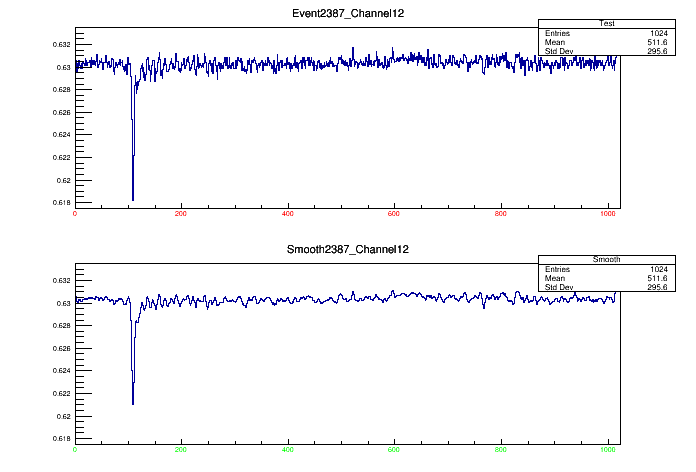 Event2387_Channel12
Test
Entries 1024
Mean 511.6
Std Dev 295.6
0.632
0.63
0.628
0.626
0.624
0.622
0.62
0.618
0 200 400 600 800 1000
Smooth2387_Channel12
Smooth
Entries 1024
Mean 511.6
Std Dev 295.6
0.632
0.63
0.628
0.626
0.624
0.622
0.62
0.618
0 200 400 600 800 1000